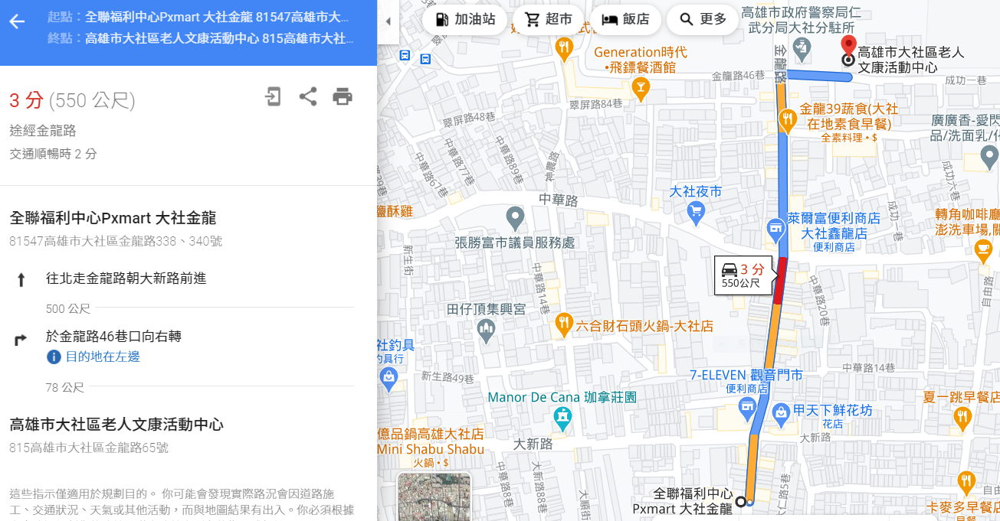 起點：全聯福利中心Pxmart 大社金龍 81547高雄市大...
終點：高雄市大社區老人文康活動中心 815高雄市大社...
3 分 (550 公尺)
途經金龍路
交通順暢時 2 分
全聯福利中心Pxmart 大社金龍
81547高雄市大社區金龍路338、340號
往北走金龍路朝大新路前進
500 公尺
於金龍路46巷口向右轉
目的地在左邊
78 公尺
高雄市大社區老人文康活動中心
815高雄市大社區金龍路65號
這些指示僅適用於規劃目的。 你可能會發現實際路況會因道路施
工、交通狀況、天氣或其他活動，而與地圖結果有出入。你必須根據
加油站
超市
飯店
更多
高雄市政府警察局仁
武分局大社分駐所
高雄市大社區老人
文康活動中心
Generation時代
•飛鏢餐酒館
金龍路
金龍路46巷
成功一巷
翠屏路84巷
翠屏路48巷
金龍39蔬食(大社
在地素食早餐)
全素料理 • $
廣廣香-愛閃
品/洗面乳/化
中華路67巷
中華路77巷
中華路89巷
神農路
成功六巷
成功一巷
中華路
大社夜市
鹽酥雞
張勝富市議員服務處
萊爾富便利商店
大社鑫龍店
便利商店
轉角咖啡廳
澎洗車場,關
新生街
3 分
550公尺
中華路14巷
中華路20巷
自由路
田仔頂集興宮
六合財石頭火鍋-大社店
社釣具
釣具行
新生路49巷
7-ELEVEN 觀音門市
便利商店
中華路14巷
Manor De Cana 珈拿莊園
甲天下鮮花坊
花店
夏一跳早餐店
億品鍋高雄大社店
Mini Shabu Shabu
火鍋 • $
大新路
大新路
中華路8巷
大新路88巷
大順街
全聯福利中心
Pxmart 大社金龍
卡麥多早餐店
早餐